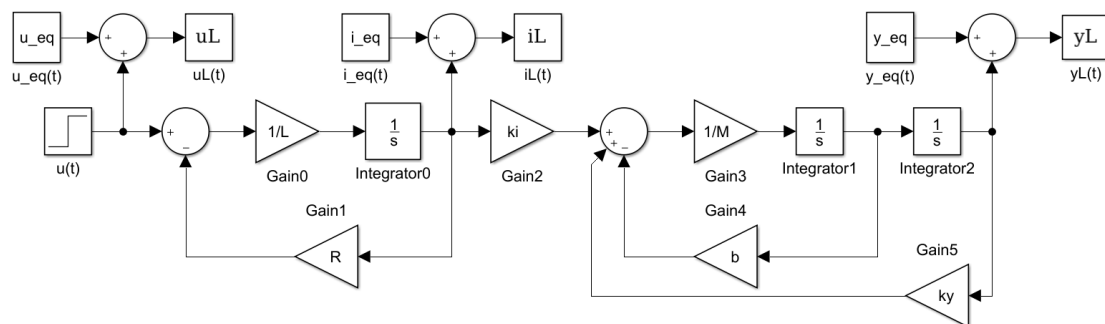 u_eq
uL
u_eq(t)
uL(t)
i_eq
iL
i_eq(t)
iL(t)
y_eq
yL
y_eq(t)
yL(t)
+
+
+
+
+
+
u(t)
+
−
1/L
Gain0
1
s
Integrator0
ki
Gain2
+
+
−
1/M
Gain3
1
s
Integrator1
1
s
Integrator2
Gain1
R
Gain4
b
Gain5
ky